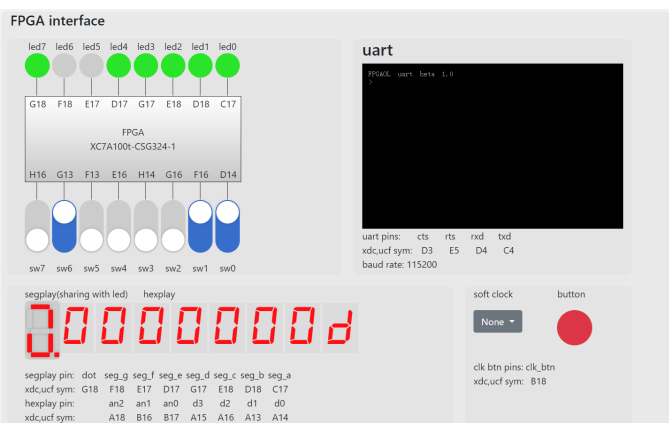 FPGA interface
led7 led6 led5 led4 led3 led2 led1 led0
G18 F18 E17 D17 G17 E18 D18 C17
FPGA
XC7A100t-CSG324-1
H16 G13 F13 E16 H14 G16 F16 D14
sw7 sw6 sw5 sw4 sw3 sw2 sw1 sw0
uart
FPGAOL uart beta 1.0
>
uart pins: cts rts rxd txd
xdc,ucf sym: D3 E5 D4 C4
baud rate: 115200
segplay(sharing with led) hexplay
0000000d
segplay pin: dot seg_g seg_f seg_e seg_d seg_c seg_b seg_a
xdc,ucf sym: G18 F18 E17 D17 G17 E18 D18 C17
hexplay pin: an2 an1 an0 d3 d2 d1 d0
xdc,ucf sym: A18 B16 B17 A15 A16 A13 A14
soft clock button
None
clk btn pins: clk_btn
xdc,ucf sym: B18